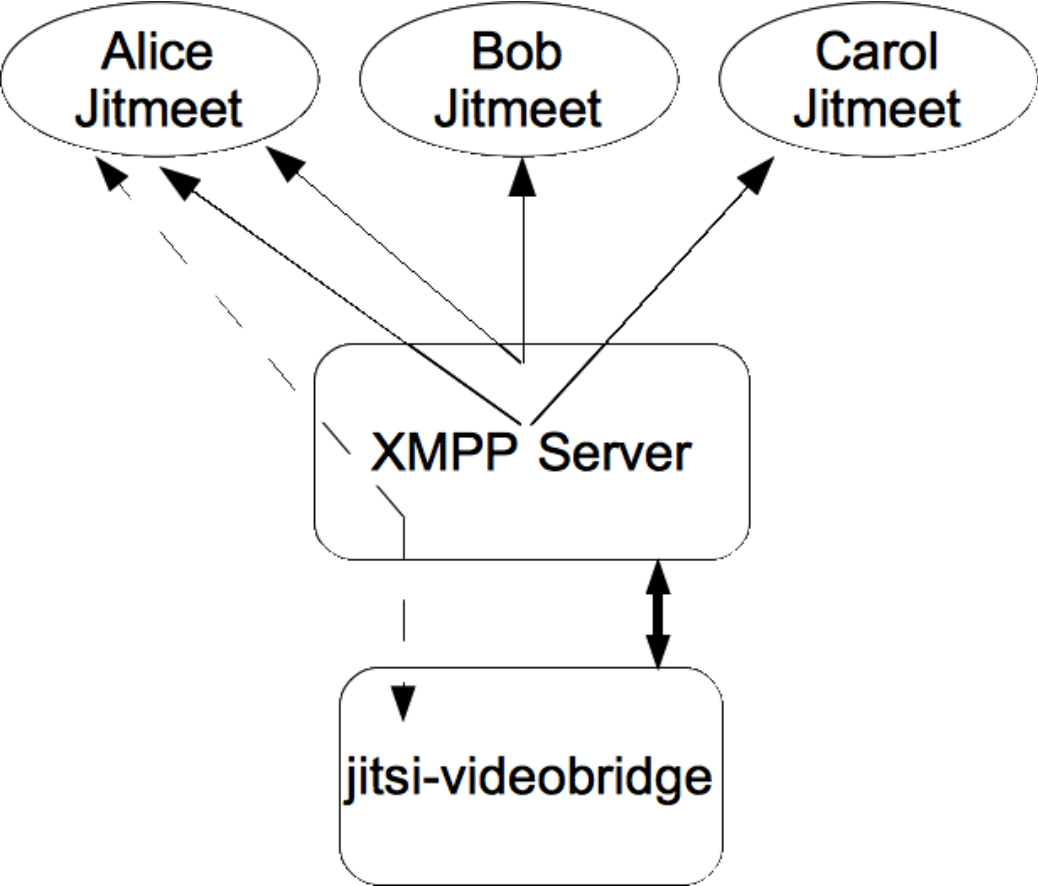 Alice
Jitmeet
Bob
Jitmeet
Carol
Jitmeet
XMPP Server
jitsi-videobridge